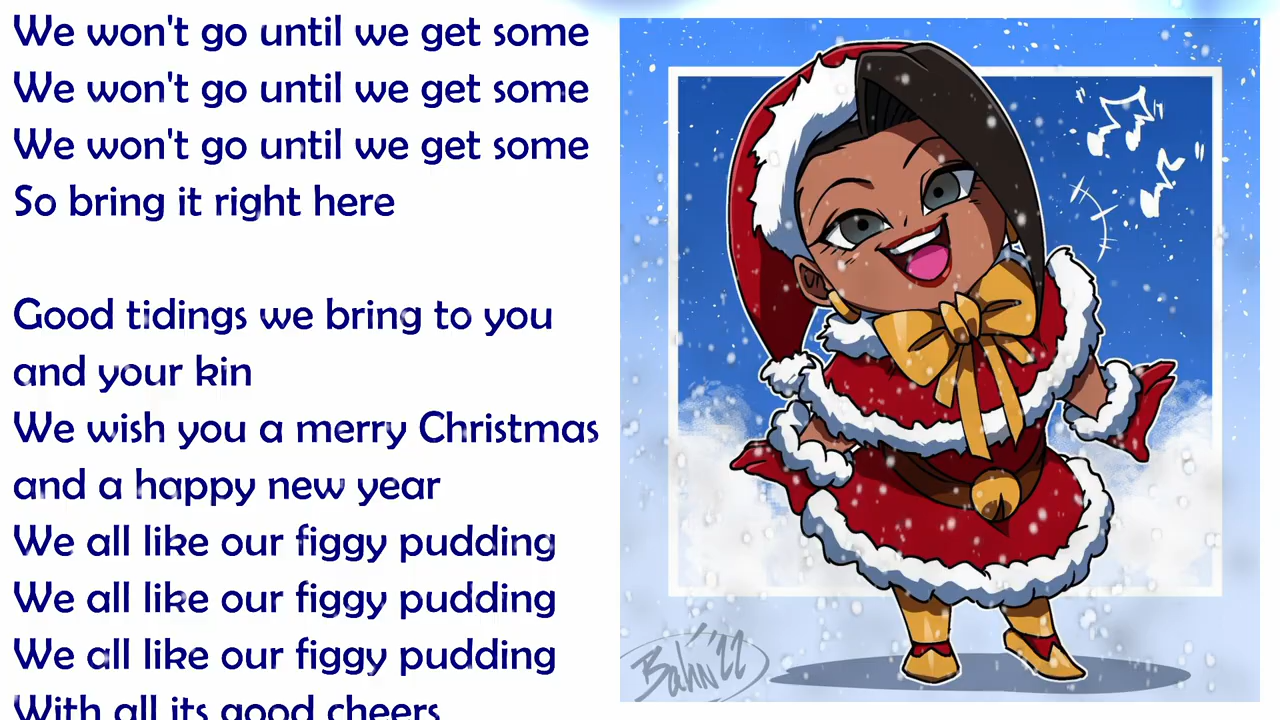 We won't go until we get some
We won't go until we get some
We won't go until we get some
So bring it right here
Good tidings we bring to you
and your kin
We wish you a merry Christmas
and a happy new year
We all like our figgy pudding
We all like our figgy pudding
We all like our figgy pudding
With all its good cheers
Bahn '22